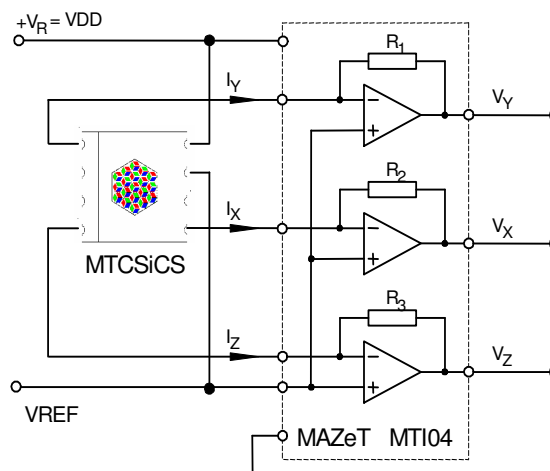 +VR = VDD
R1
IY
VY
R2
IX
VX
MTCSiCS
R3
IZ
VZ
VREF
MAZeT MTI04